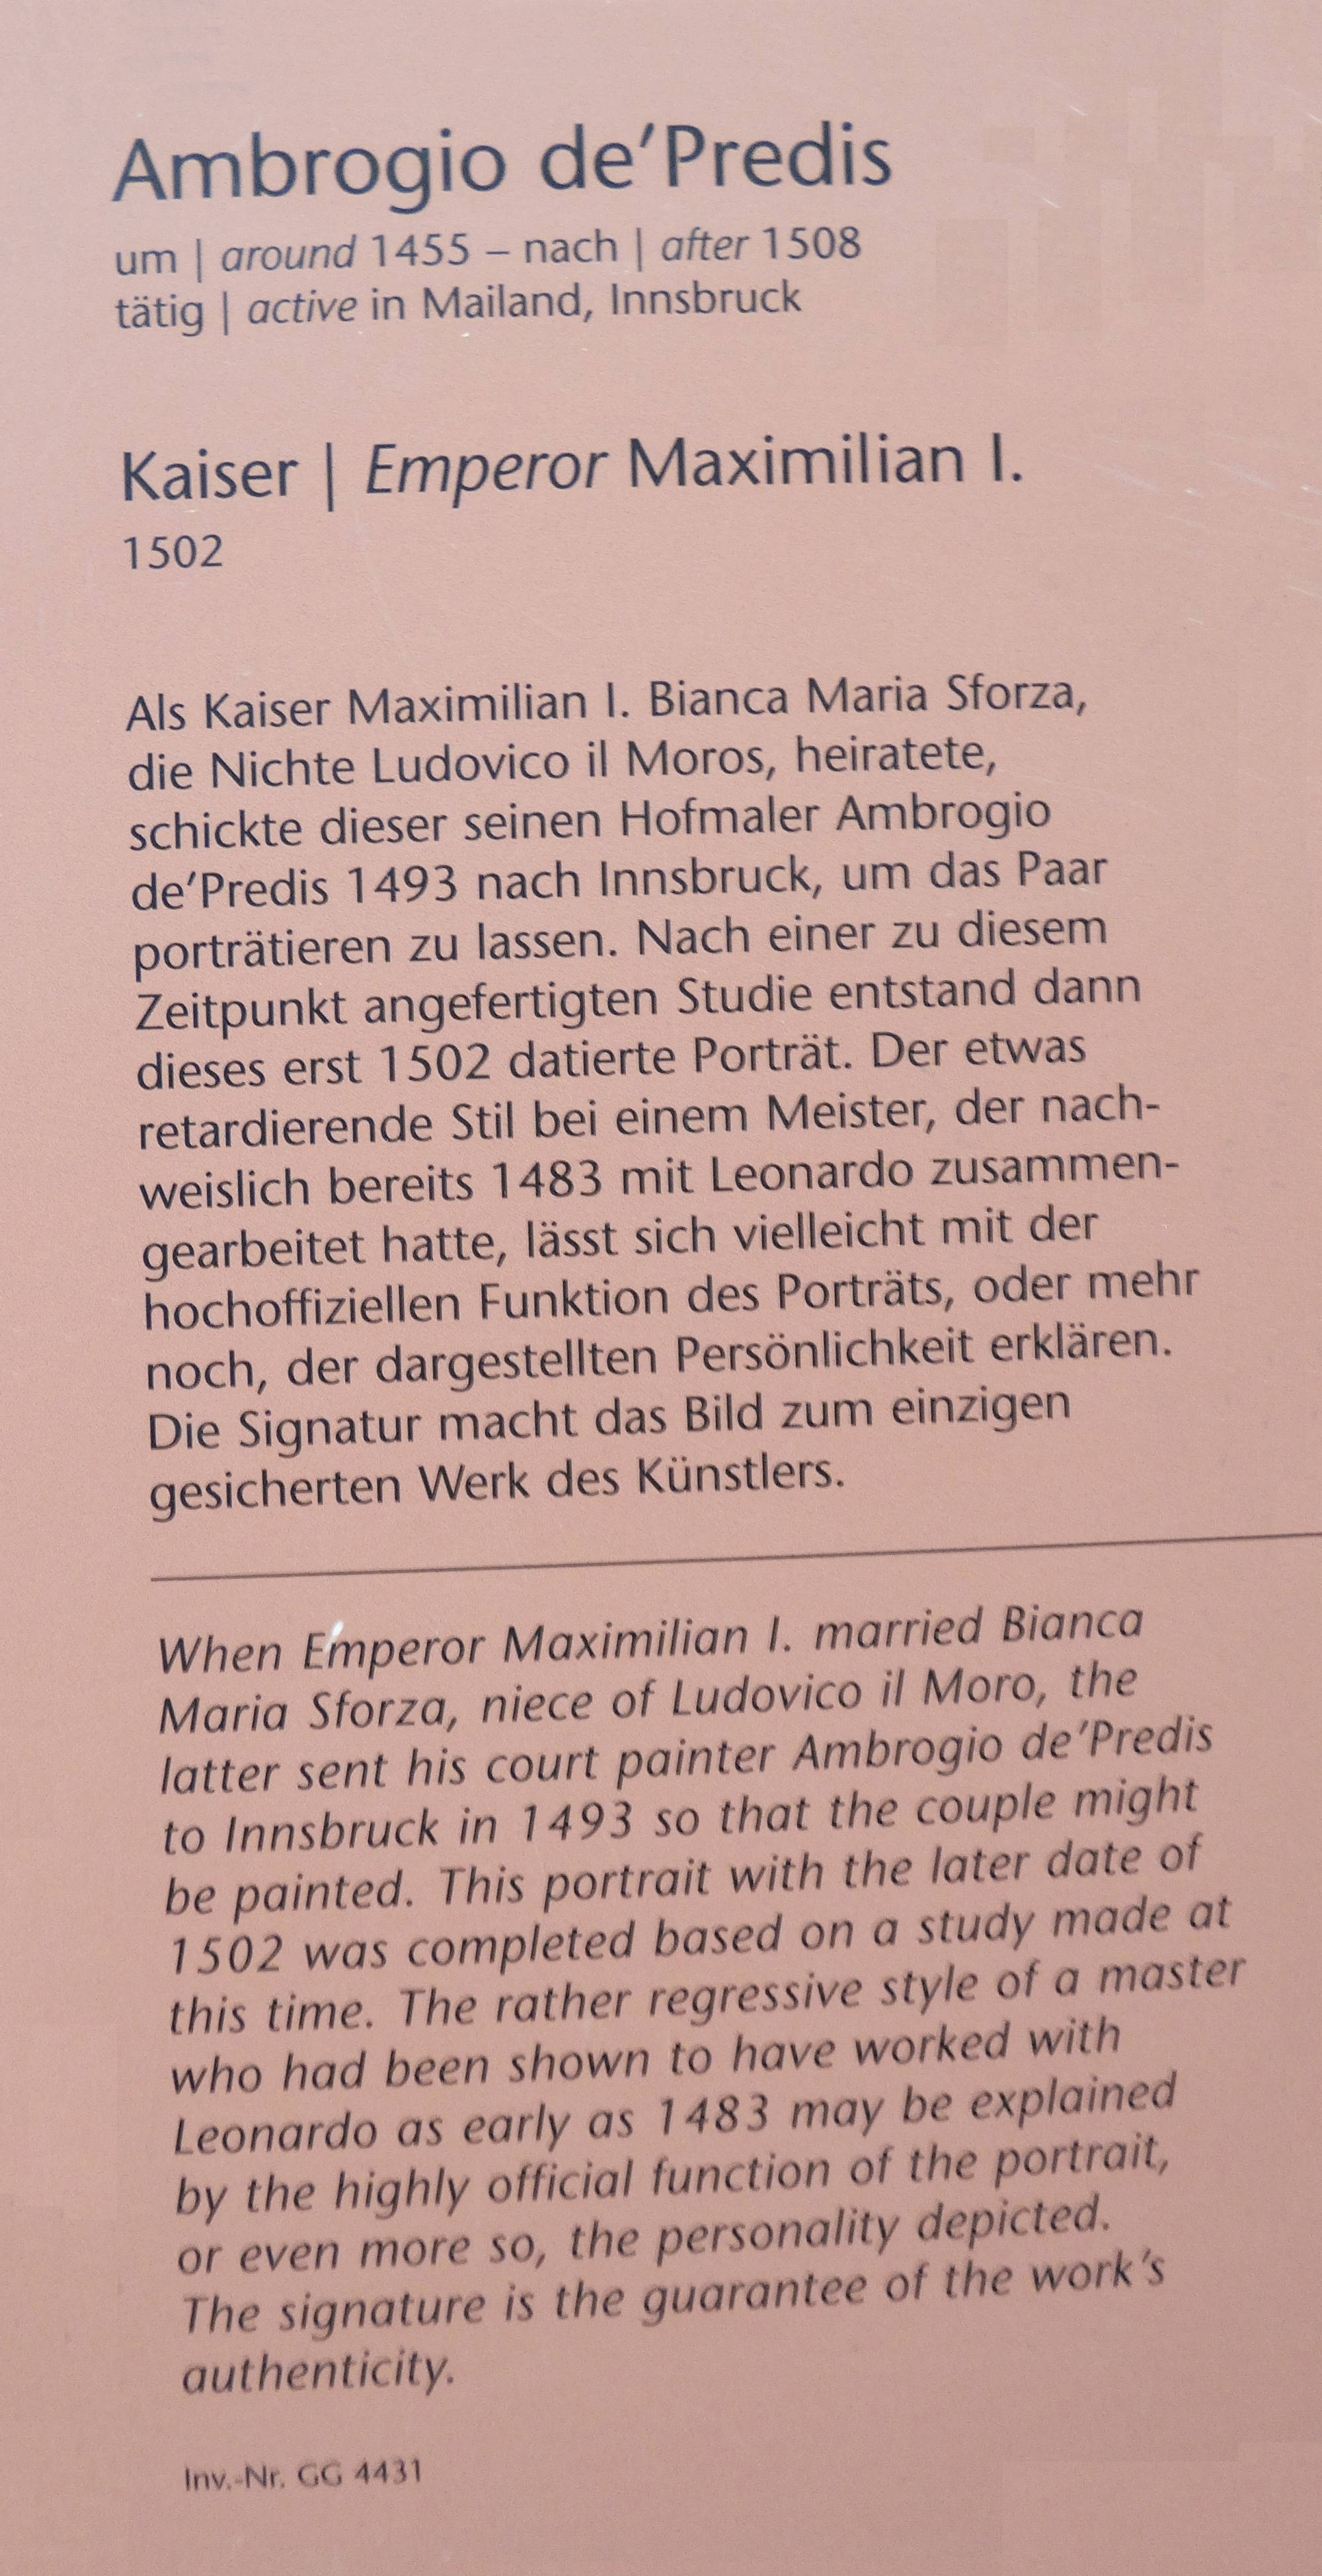 Ambrogio de'Predis
um | around 1455 – nach | after 1508
tätig | active in Mailand, Innsbruck
Kaiser | Emperor Maximilian I.
1502
Als Kaiser Maximilian I. Bianca Maria Sforza,
die Nichte Ludovico il Moros, heiratete,
schickte dieser seinen Hofmaler Ambrogio
de'Predis 1493 nach Innsbruck, um das Paar
porträtieren zu lassen. Nach einer zu diesem
Zeitpunkt angefertigten Studie entstand dann
dieses erst 1502 datierte Porträt. Der etwas
retardierende Stil bei einem Meister, der nach-
weislich bereits 1483 mit Leonardo zusammen-
gearbeitet hatte, lässt sich vielleicht mit der
hochoffiziellen Funktion des Porträts, oder mehr
noch, der dargestellten Persönlichkeit erklären.
Die Signatur macht das Bild zum einzigen
gesicherten Werk des Künstlers.
When Emperor Maximilian I. married Bianca
Maria Sforza, niece of Ludovico il Moro, the
latter sent his court painter Ambrogio de'Predis
to Innsbruck in 1493 so that the couple might
be painted. This portrait with the later date of
1502 was completed based on a study made at
this time. The rather regressive style of a master
who had been shown to have worked with
Leonardo as early as 1483 may be explained
by the highly official function of the portrait,
or even more so, the personality depicted.
The signature is the guarantee of the work's
authenticity.
Inv.-Nr. GG 4431